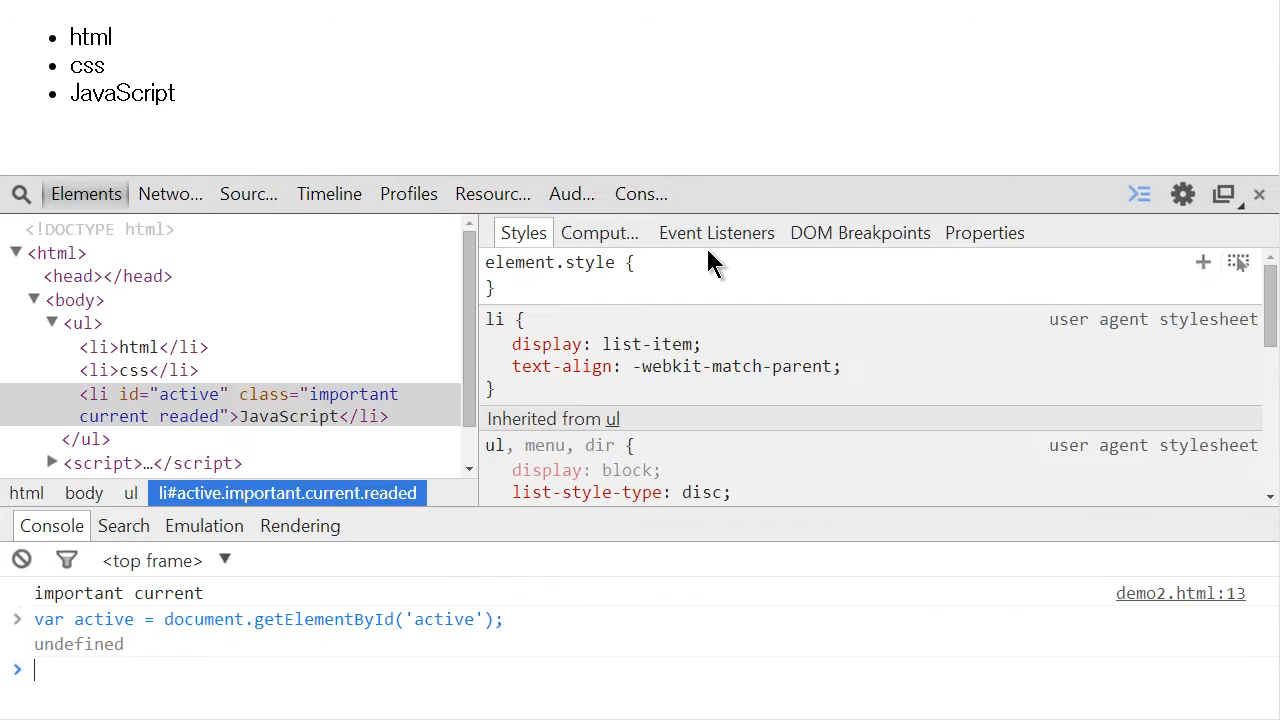 html
css
JavaScript
Elements Netwo... Sourc... Timeline Profiles Resourc... Aud... Cons...
<!DOCTYPE html>
<html>
<head></head>
<body>
<ul>
<li>html</li>
<li>css</li>
<li id="active" class="important
current readed">JavaScript</li>
</ul>
<script>…</script>
html body ul li#active.important.current.readed
Styles Comput... Event Listeners DOM Breakpoints Properties
element.style {
}
li { user agent stylesheet
display: list-item;
text-align: -webkit-match-parent;
}
Inherited from ul
ul, menu, dir { user agent stylesheet
display: block;
list-style-type: disc;
Console Search Emulation Rendering
<top frame>
important current demo2.html:13
> var active = document.getElementById('active');
undefined
>